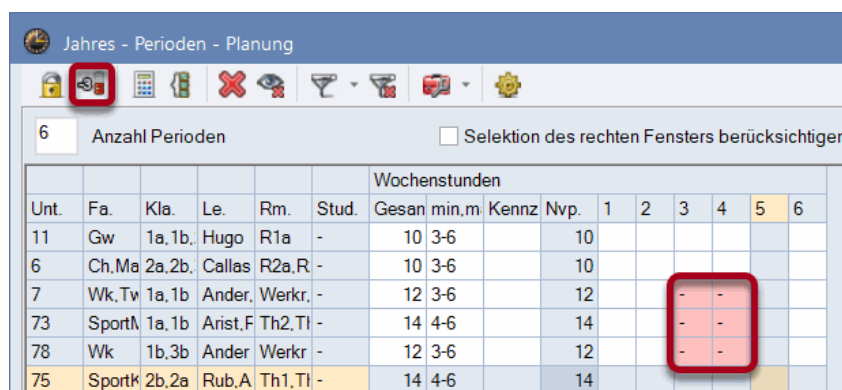 Jahres - Perioden - Planung
6 Anzahl Perioden Selektion des rechten Fensters berücksichtiger
Wochenstunden
Unt. Fa. Kla. Le. Rm. Stud. Gesan min,m Kennz Nvp. 1 2 3 4 5 6
11 Gw 1a,1b, Hugo R1a - 10 3-6 10
6 Ch,Ma 2a,2b, Callas R2a,R - 10 3-6 10
7 Wk,Tw 1a,1b Ander, Werkr, - 12 3-6 12 - -
73 SportM 1a,1b Arist,F Th2,Th - 14 4-6 14 - -
78 Wk 1b,3b Ander Werkr - 12 3-6 12 - -
75 SportK 2b,2a Rub,A Th1,Th - 14 4-6 14